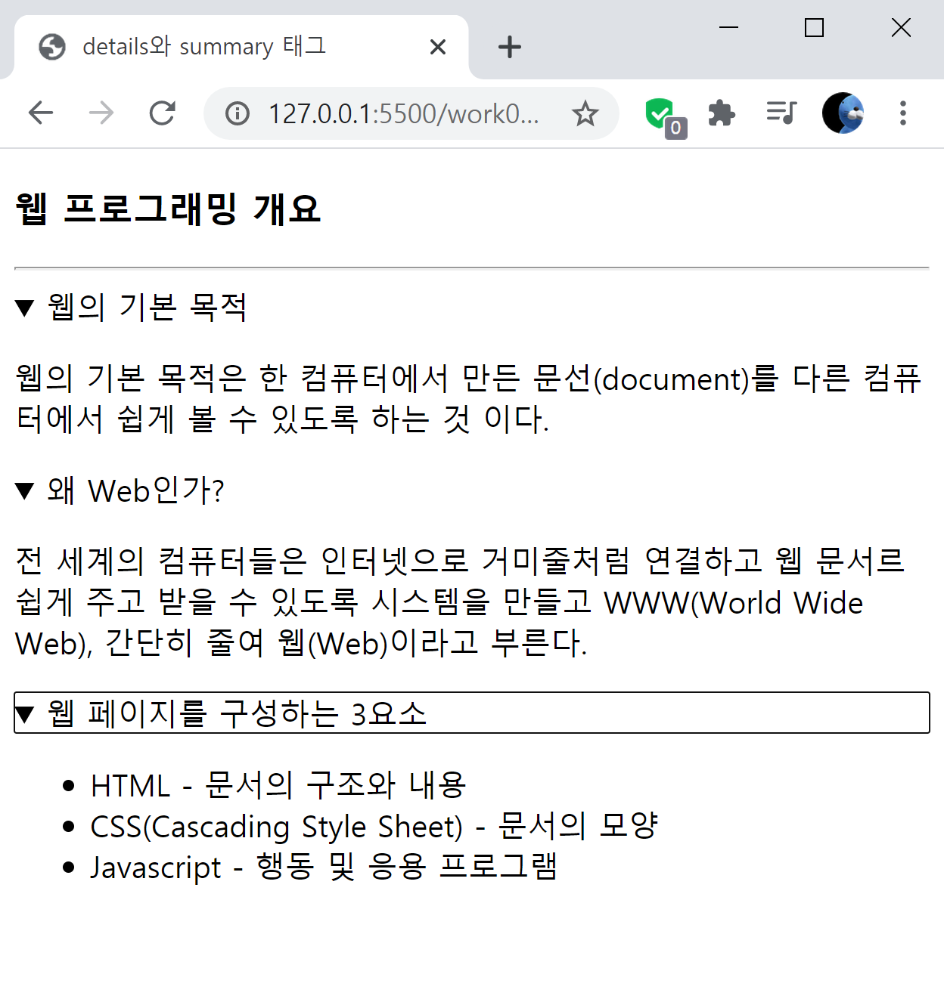 details와 summary 태그
127.0.0.1:5500/work0...
0
웹 프로그래밍 개요
▼ 웹의 기본 목적
웹의 기본 목적은 한 컴퓨터에서 만든 문선(document)를 다른 컴퓨
터에서 쉽게 볼 수 있도록 하는 것 이다.
▼ 왜 Web인가?
전 세계의 컴퓨터들은 인터넷으로 거미줄처럼 연결하고 웹 문서르
쉽게 주고 받을 수 있도록 시스템을 만들고 WWW(World Wide
Web), 간단히 줄여 웹(Web)이라고 부른다.
▼ 웹 페이지를 구성하는 3요소
• HTML - 문서의 구조와 내용
• CSS(Cascading Style Sheet) - 문서의 모양
• Javascript - 행동 및 응용 프로그램